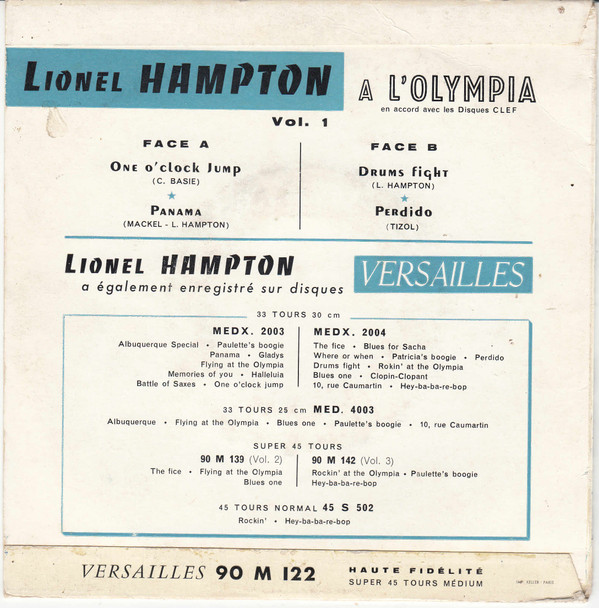 LIONEL HAMPTON A L'OLYMPIA
en accord avec les Disques CLEF
Vol. 1
FACE A
ONE O'CLOCK JUMP
(C. BASIE)
PANAMA
(MACKEL - L. HAMPTON)
FACE B
DRUMS FIGHT
(L. HAMPTON)
PERDIDO
(TIZOL)
LIONEL HAMPTON
a également enregistré sur disques
VERSAILLES
33 TOURS 30 cm
MEDX. 2003
Albuquerque Special • Paulette's boogie
Panama • Gladys
Flying at the Olympia
Memories of you • Halleluia
Battle of Saxes • One o'clock jump
MEDX. 2004
The fice • Blues for Sacha
Where or when • Patricia's boogie • Perdido
Drums fight • Rokin' at the Olympia
Blues one • Clopin-Clopant
10, rue Caumartin • Hey-ba-ba-re-bop
33 TOURS 25 cm MED. 4003
Albuquerque • Flying at the Olympia • Blues one • Paulette's boogie • 10, rue Caumartin
SUPER 45 TOURS
90 M 139 (Vol. 2)
The fice • Flying at the Olympia
Blues one
90 M 142 (Vol. 3)
Rockin' at the Olympia • Paulette's boogie
Hey-ba-ba-re-bop
45 TOURS NORMAL 45 S 502
Rockin' • Hey-ba-ba-re-bop
VERSAILLES 90 M 122
HAUTE FIDÉLITÉ
SUPER 45 TOURS MÉDIUM